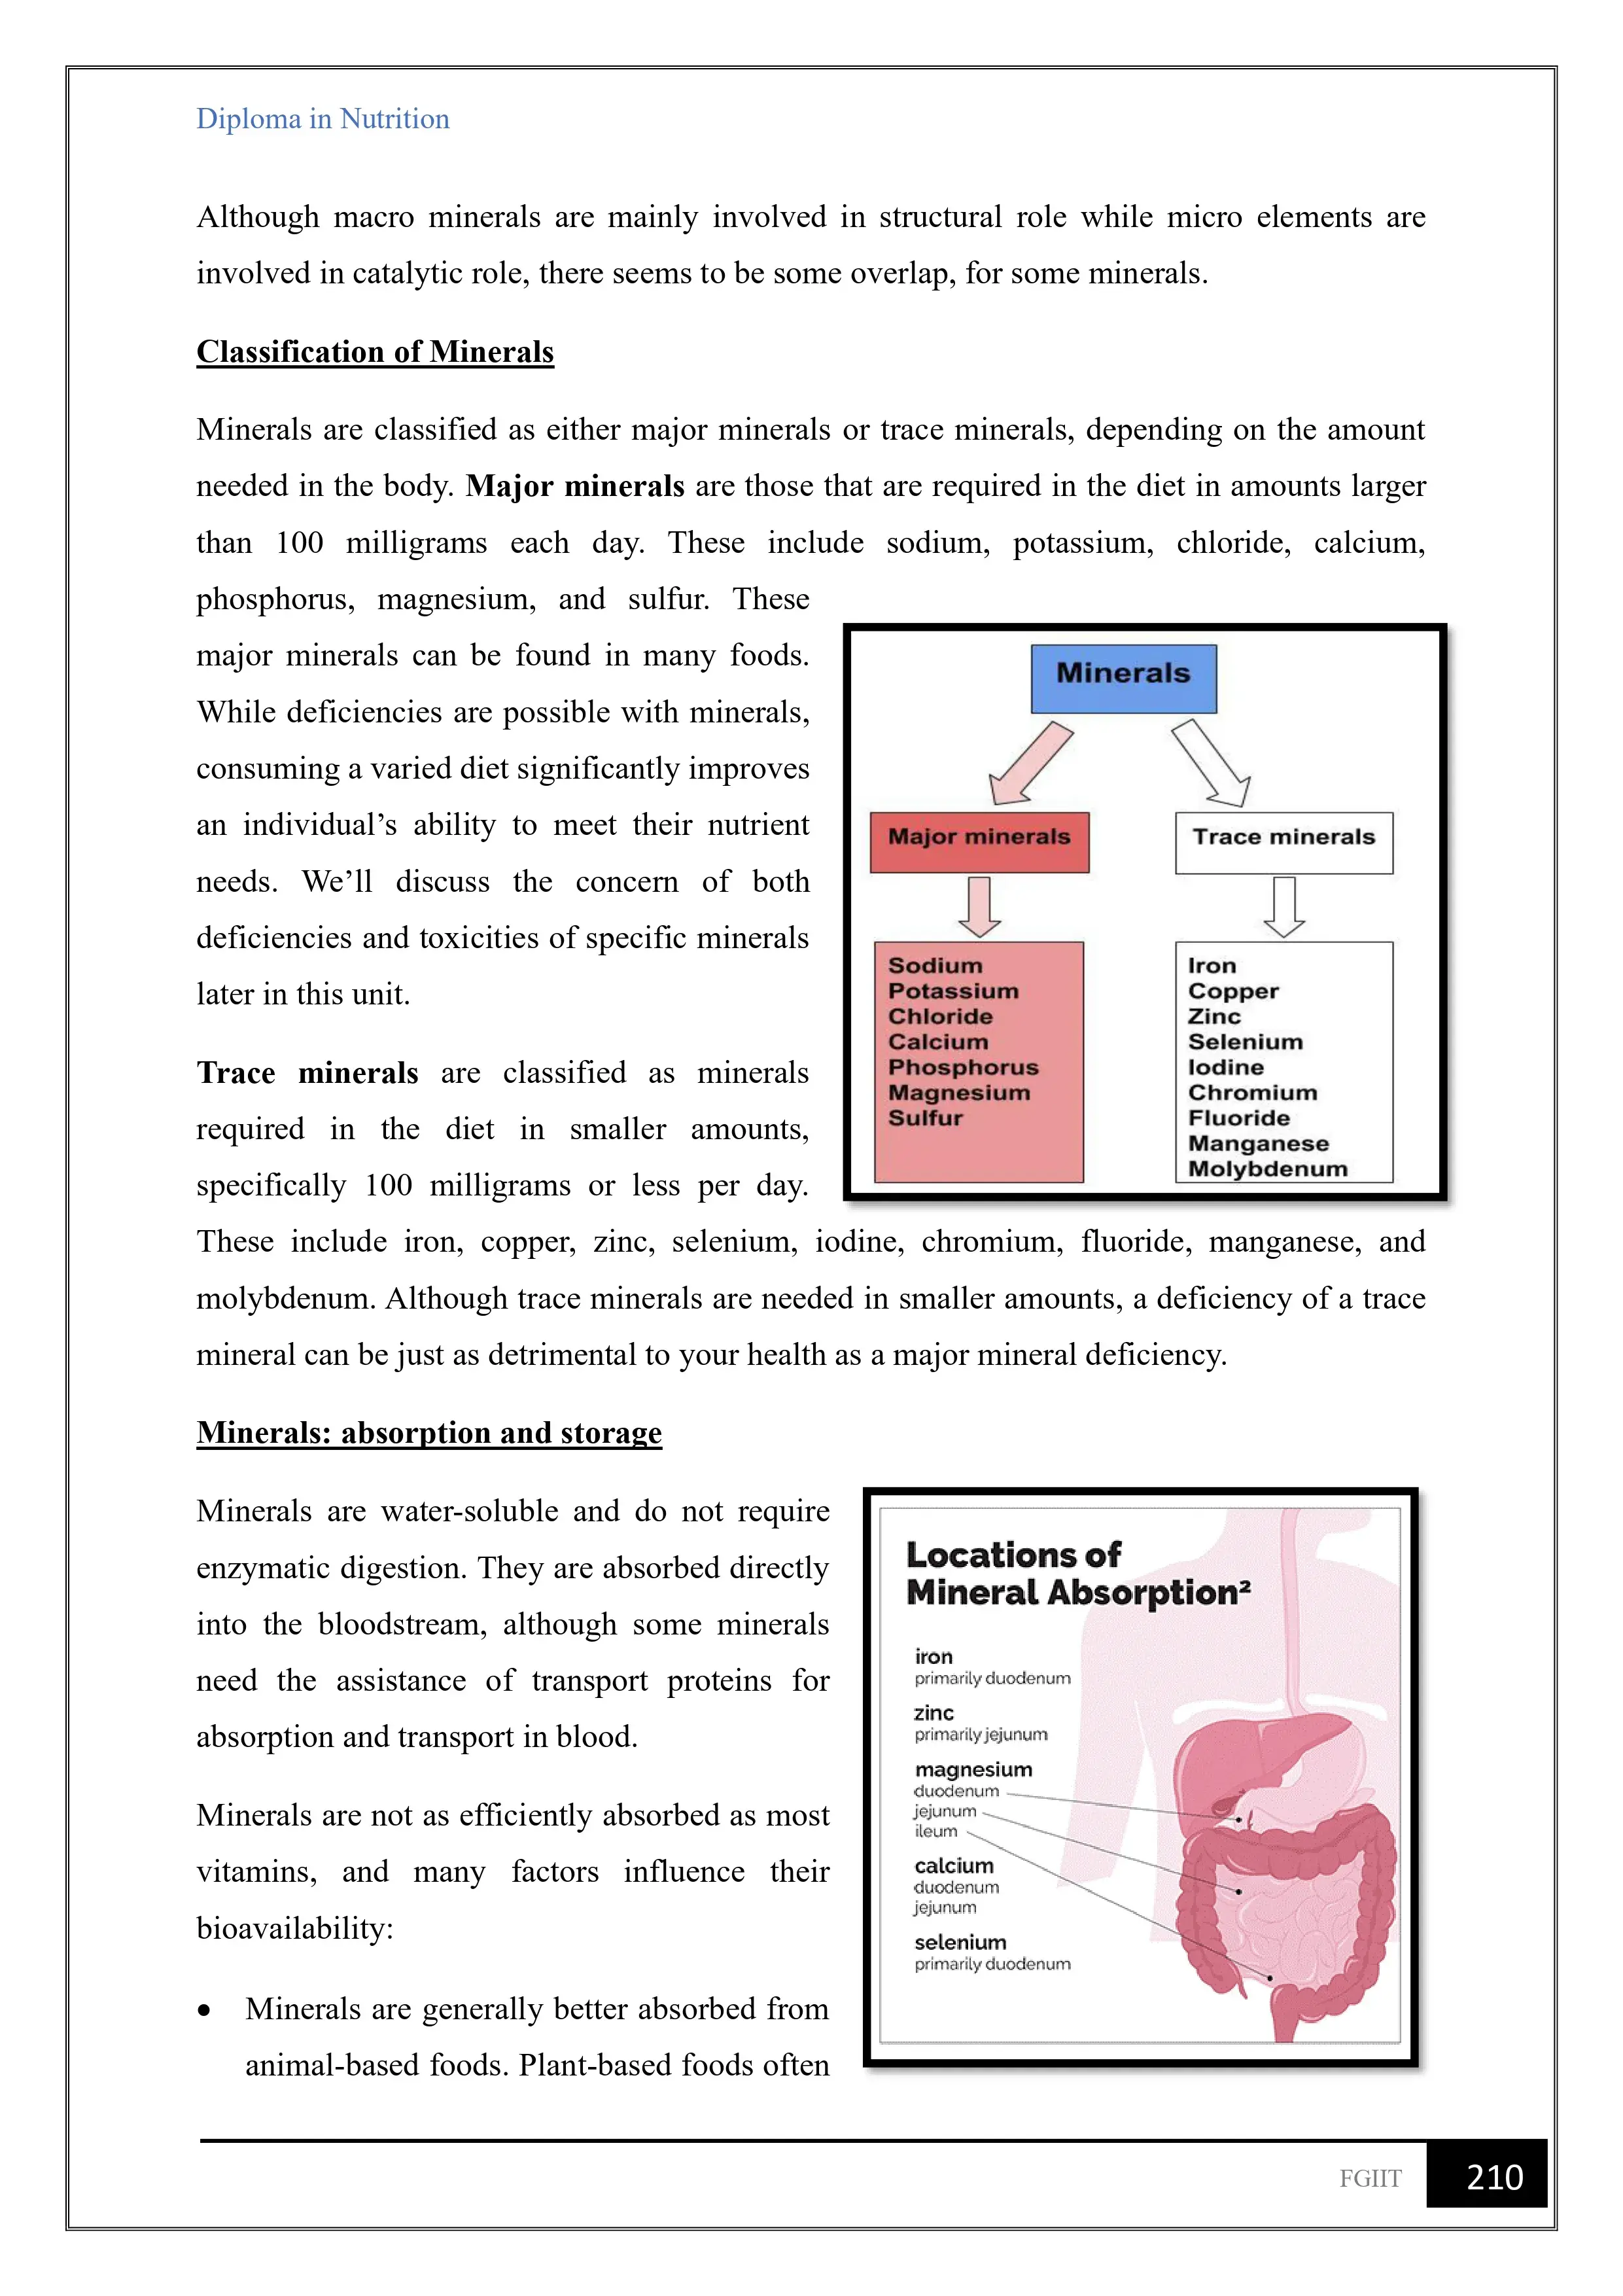 Diploma in Nutrition
Although macro minerals are mainly involved in structural role while micro elements are
involved in catalytic role, there seems to be some overlap, for some minerals.
Classification of Minerals
Minerals are classified as either major minerals or trace minerals, depending on the amount
needed in the body. Major minerals are those that are required in the diet in amounts larger
than 100 milligrams each day. These include sodium, potassium, chloride, calcium,
phosphorus, magnesium, and sulfur. These
major minerals can be found in many foods.
While deficiencies are possible with minerals,
consuming a varied diet significantly improves
an individual’s ability to meet their nutrient
needs. We’ll discuss the concern of both
deficiencies and toxicities of specific minerals
later in this unit.
Minerals
Major minerals
Trace minerals
Sodium
Potassium
Chloride
Calcium
Phosphorus
Magnesium
Sulfur
Iron
Copper
Zinc
Selenium
Iodine
Chromium
Fluoride
Manganese
Molybdenum
Trace minerals are classified as minerals
required in the diet in smaller amounts,
specifically 100 milligrams or less per day.
These include iron, copper, zinc, selenium, iodine, chromium, fluoride, manganese, and
molybdenum. Although trace minerals are needed in smaller amounts, a deficiency of a trace
mineral can be just as detrimental to your health as a major mineral deficiency.
Minerals: absorption and storage
Minerals are water-soluble and do not require
enzymatic digestion. They are absorbed directly
into the bloodstream, although some minerals
need the assistance of transport proteins for
absorption and transport in blood.
Minerals are not as efficiently absorbed as most
vitamins, and many factors influence their
bioavailability:
• Minerals are generally better absorbed from
animal-based foods. Plant-based foods often
Locations of
Mineral Absorption²
iron
primarily duodenum
zinc
primarily jejunum
magnesium
duodenum
jejunum
ileum
calcium
duodenum
jejunum
selenium
primarily duodenum
FGIIT
210